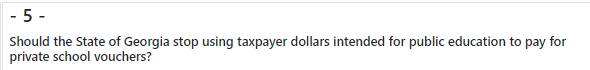 - 5 -
Should the State of Georgia stop using taxpayer dollars intended for public education to pay for
private school vouchers?